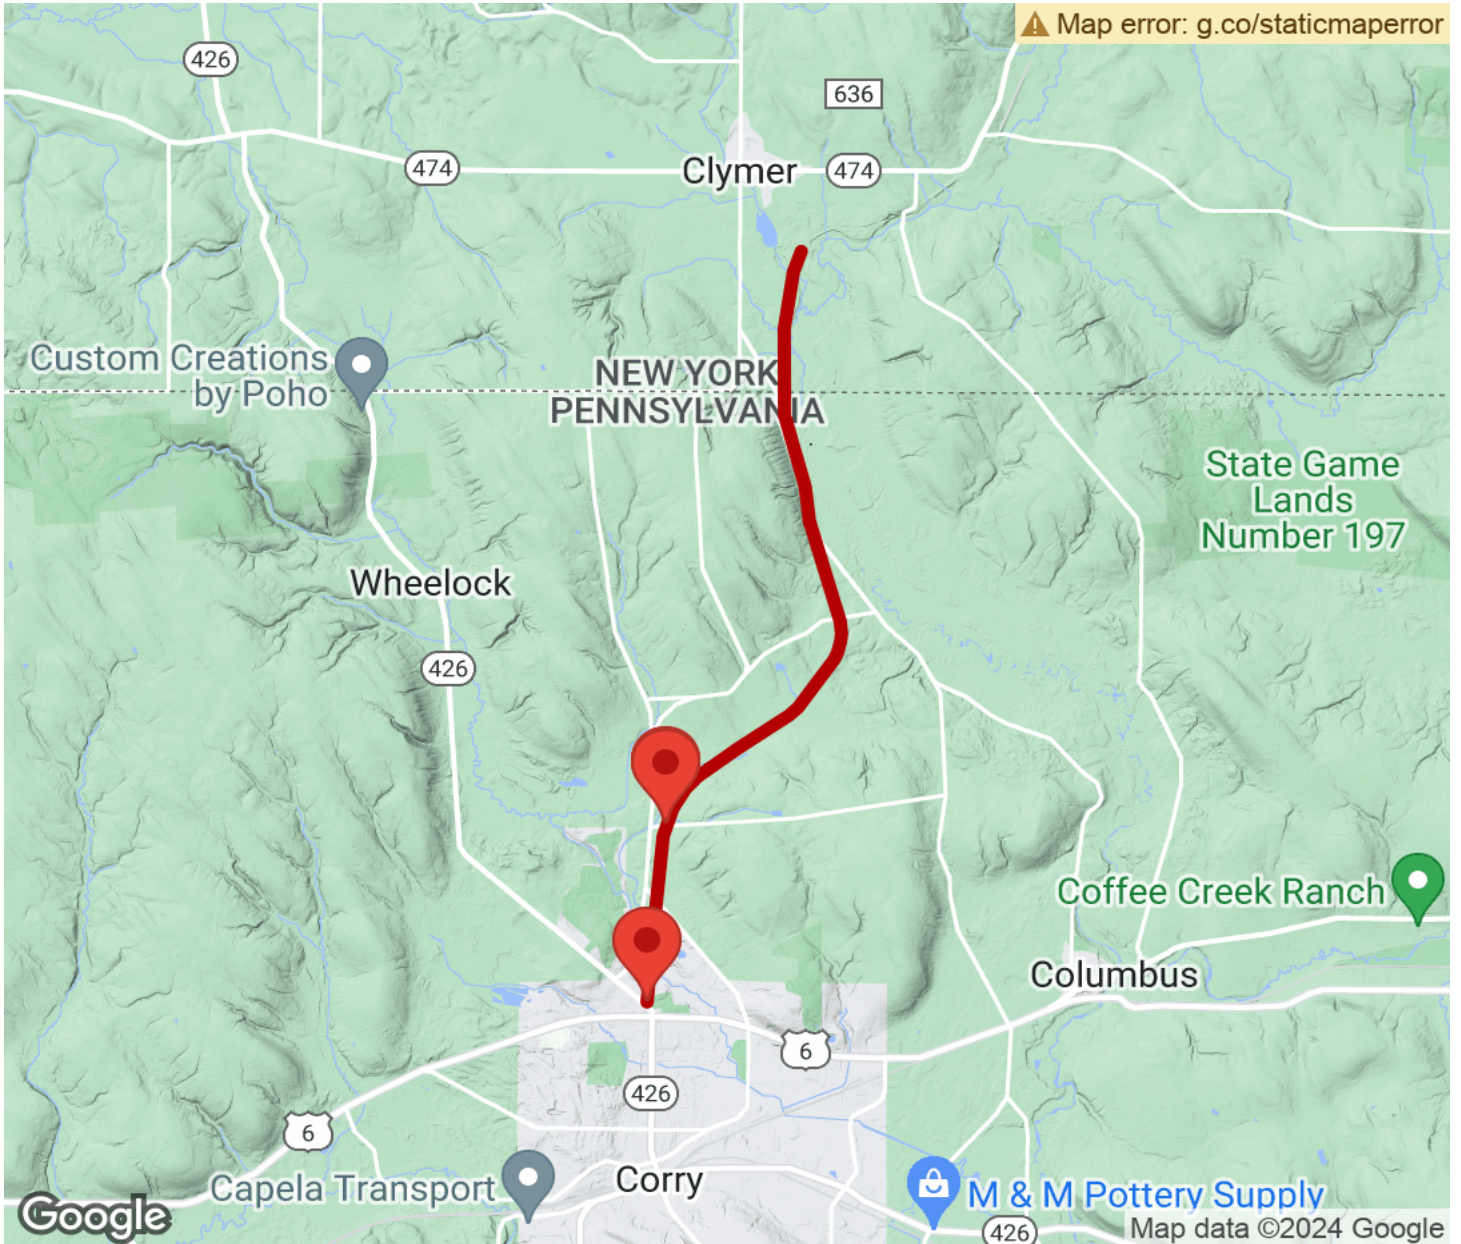 Map error: g.co/staticmaperror
426
636
474
Clymer
474
Custom Creations
by Poho
NEW YORK
PENNSYLVANIA
State Game
Lands
Number 197
Wheelock
426
Coffee Creek Ranch
Columbus
6
426
6
Capela Transport
Corry
M & M Pottery Supply
426
Google
Map data ©2024 Google